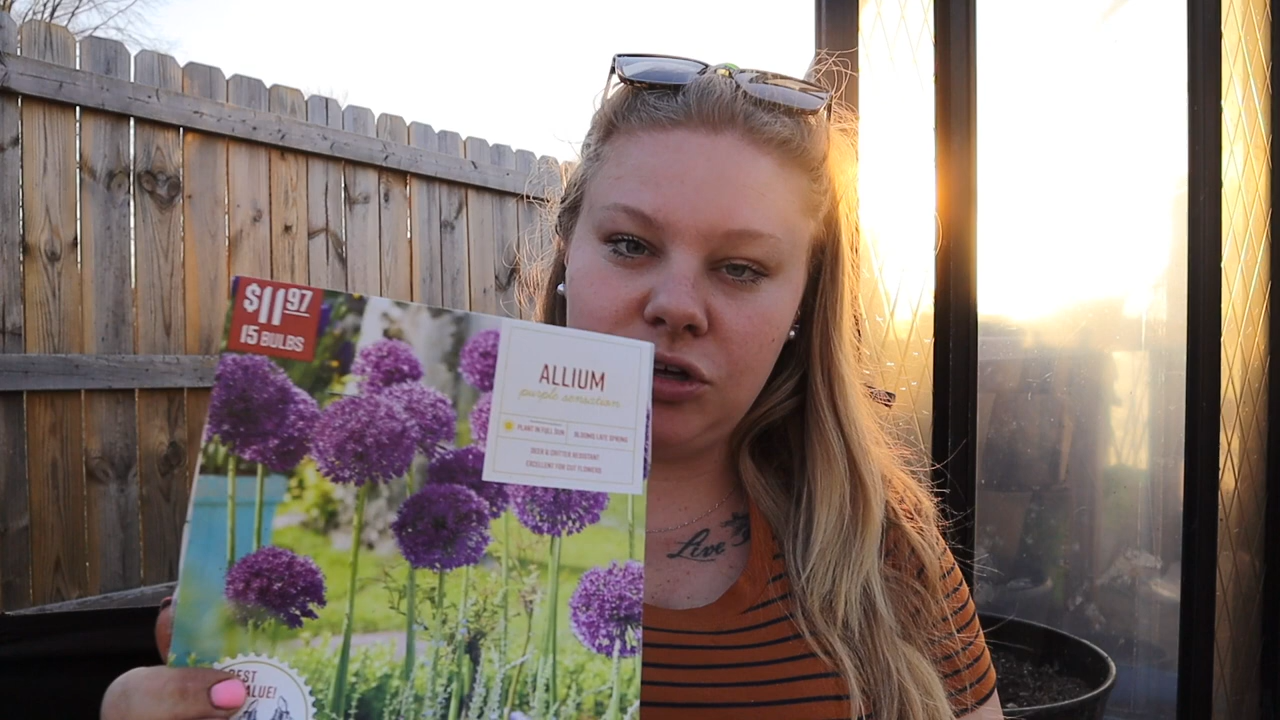 $11.97
15 BULBS
ALLIUM
purple sensation
PLANT IN FULL SUN
BLOOMS LATE SPRING
DEER & CRITTER RESISTANT
EXCELLENT FOR CUT FLOWERS
BEST
VALUE!
Live